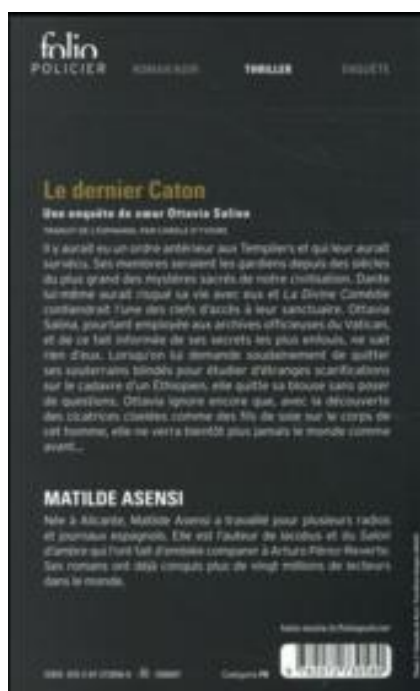 folio
POLICIER ROMAN NOIR THRILLER ENQUÊTE
Le dernier Caton
Une enquête de sœur Ottavia Salina
TRADUIT DE L'ESPAGNOL PAR CAROLE D'YVOIRE
Il y aurait eu un ordre antérieur aux Templiers et qui leur aurait
survécu. Ses membres seraient les gardiens depuis des siècles
du plus grand des mystères sacrés de notre civilisation. Dante
lui-même aurait risqué sa vie avec eux et La Divine Comédie
contiendrait l'une des clefs d'accès à leur sanctuaire. Ottavia
Salina, pourtant employée aux archives officieuses du Vatican,
et de ce fait informée de ses secrets les plus enfouis, ne sait
rien d'eux. Lorsqu'on lui demande soudainement de quitter
ses souterrains blindés pour étudier d'étranges scarifications
sur le cadavre d'un Éthiopien, elle quitte sa blouse sans poser
de questions. Ottavia ignore encore que, avec la découverte
des cicatrices ciselées comme des fils de soie sur le corps de
cet homme, elle ne verra bientôt plus jamais le monde comme
avant...
MATILDE ASENSI
Née à Alicante, Matilde Asensi a travaillé pour plusieurs radios
et journaux espagnols. Elle est l'auteur de Iacobus et du Salon
d'ambre qui l'ont fait d'emblée comparer à Arturo Pérez-Reverte.
Ses romans ont déjà conquis plus de vingt millions de lecteurs
dans le monde.